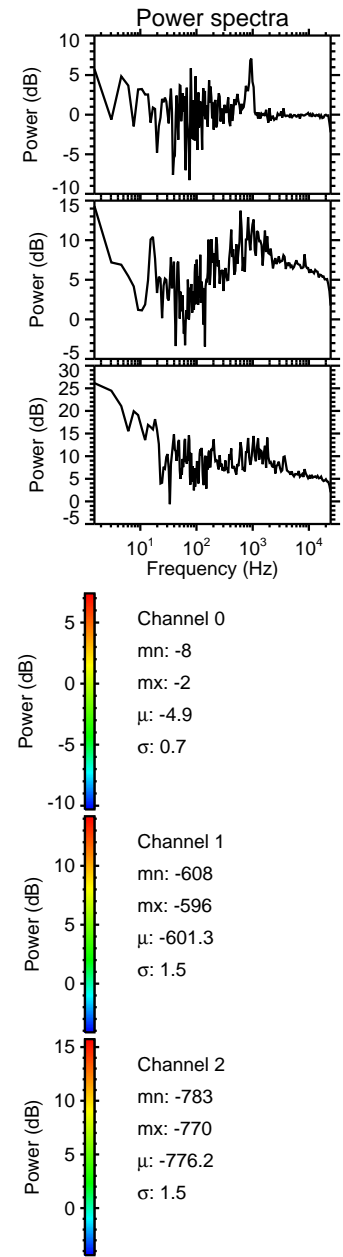 Power spectra
10
5
0
-5
-10
Power (dB)
15
10
5
0
-5
Power (dB)
30
25
20
15
10
5
0
-5
Power (dB)
10¹ 10² 10³ 10⁴
Frequency (Hz)
5
0
-5
-10
Power (dB)
Channel 0
mn: -8
mx: -2
μ: -4.9
σ: 0.7
10
5
0
Power (dB)
Channel 1
mn: -608
mx: -596
μ: -601.3
σ: 1.5
15
10
5
0
Power (dB)
Channel 2
mn: -783
mx: -770
μ: -776.2
σ: 1.5